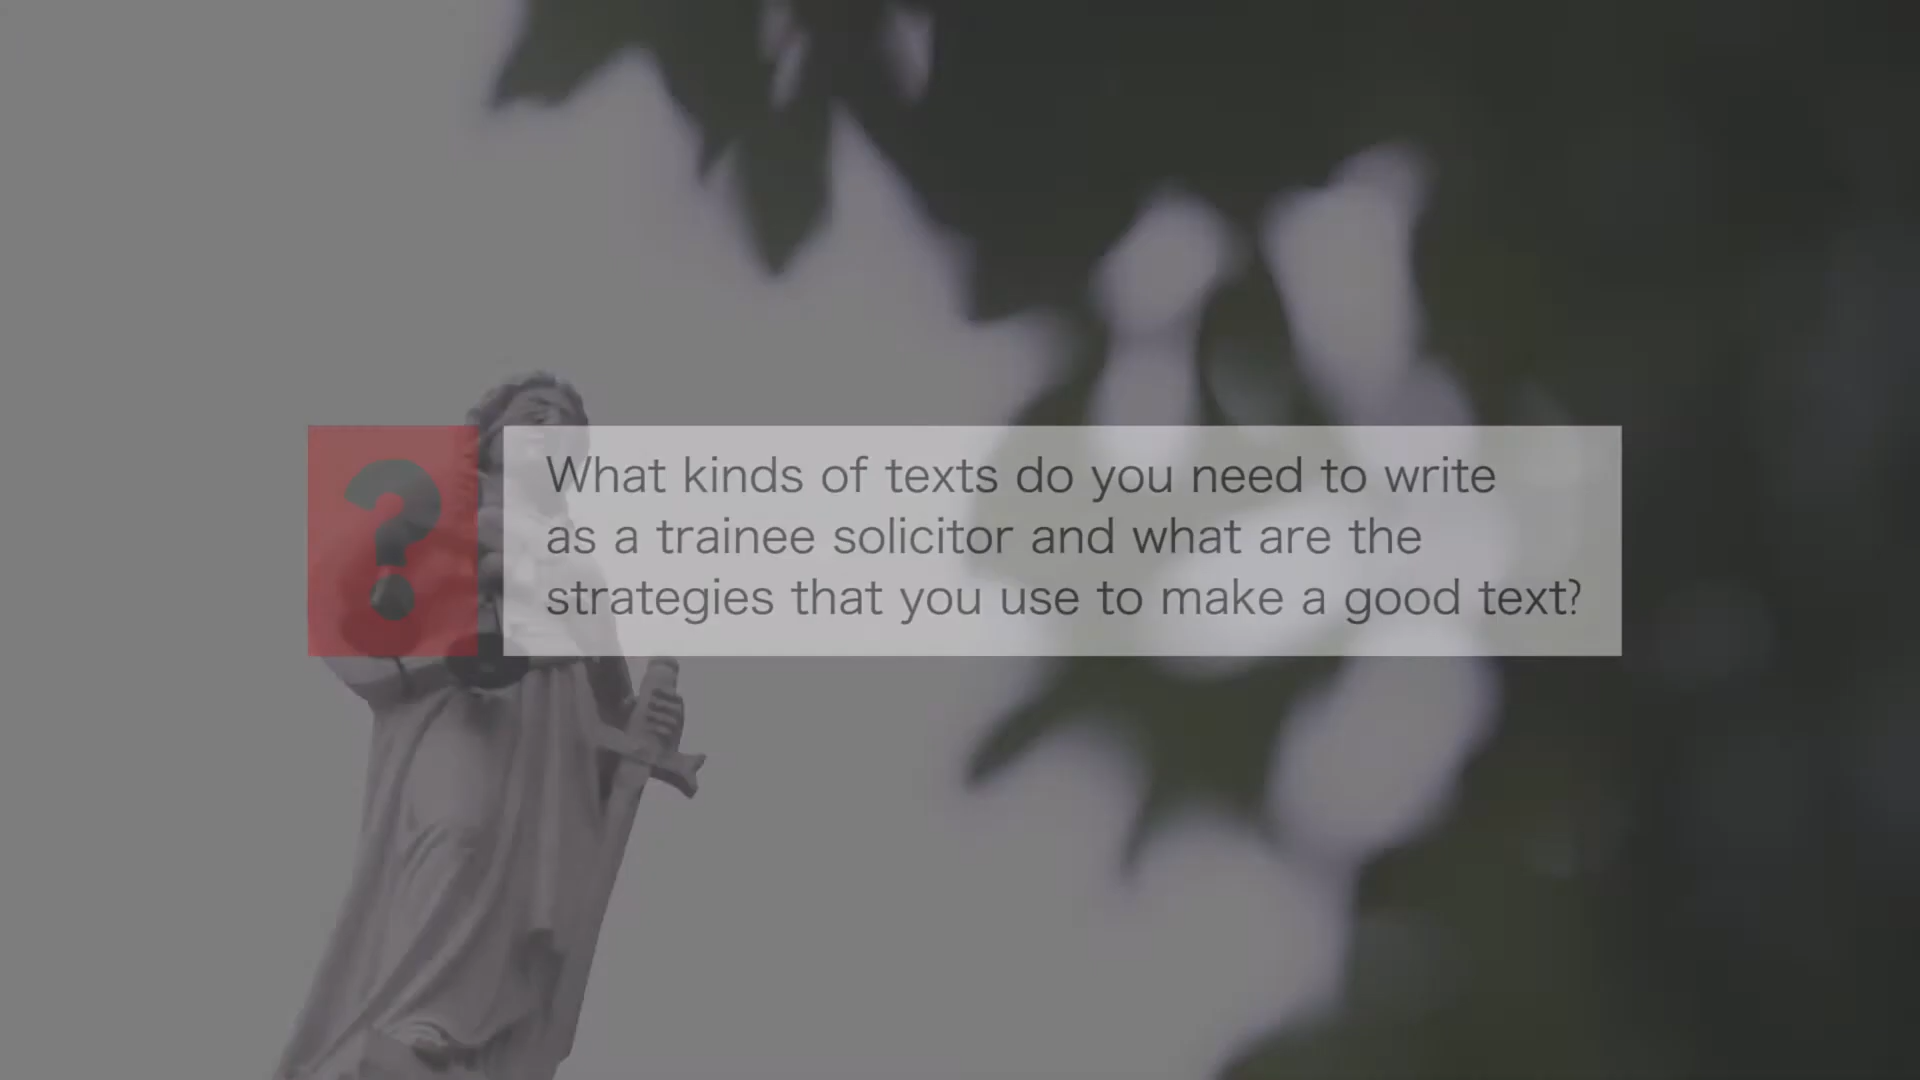 ?
What kinds of texts do you need to write
as a trainee solicitor and what are the
strategies that you use to make a good text?